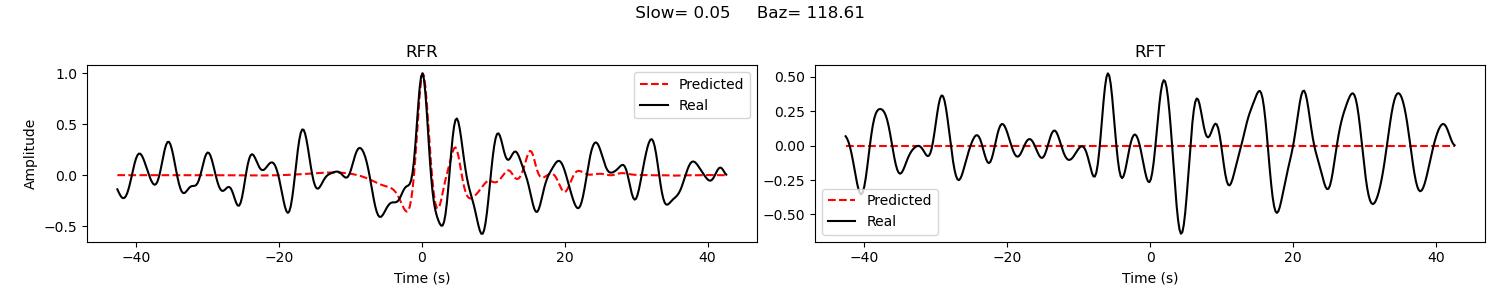 Slow= 0.05     Baz= 118.61
RFR
RFT
Amplitude
1.0
0.5
0.0
−0.5
Predicted
Real
−40
−20
0
20
40
Time (s)
0.50
0.25
0.00
−0.25
−0.50
Predicted
Real
−40
−20
0
20
40
Time (s)